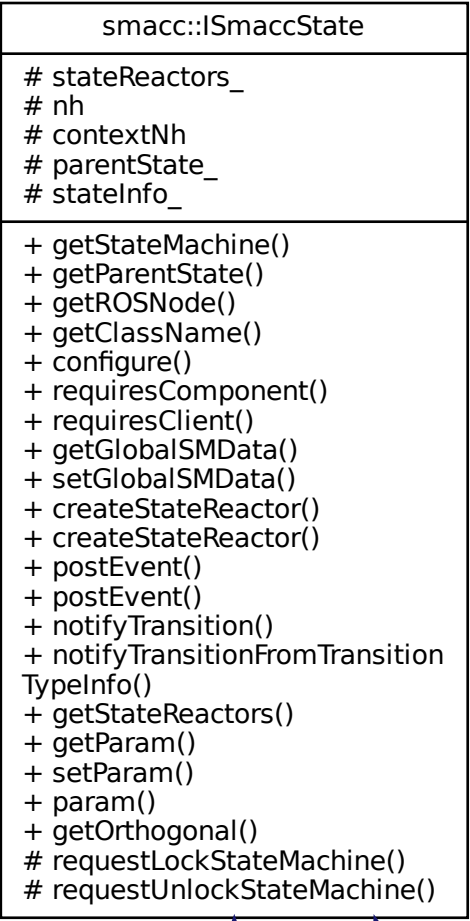 smacc::ISmaccState
# stateReactors_
# nh
# contextNh
# parentState_
# stateInfo_
+ getStateMachine()
+ getParentState()
+ getROSNode()
+ getClassName()
+ configure()
+ requiresComponent()
+ requiresClient()
+ getGlobalSMData()
+ setGlobalSMData()
+ createStateReactor()
+ createStateReactor()
+ postEvent()
+ postEvent()
+ notifyTransition()
+ notifyTransitionFromTransition
TypeInfo()
+ getStateReactors()
+ getParam()
+ setParam()
+ param()
+ getOrthogonal()
# requestLockStateMachine()
# requestUnlockStateMachine()